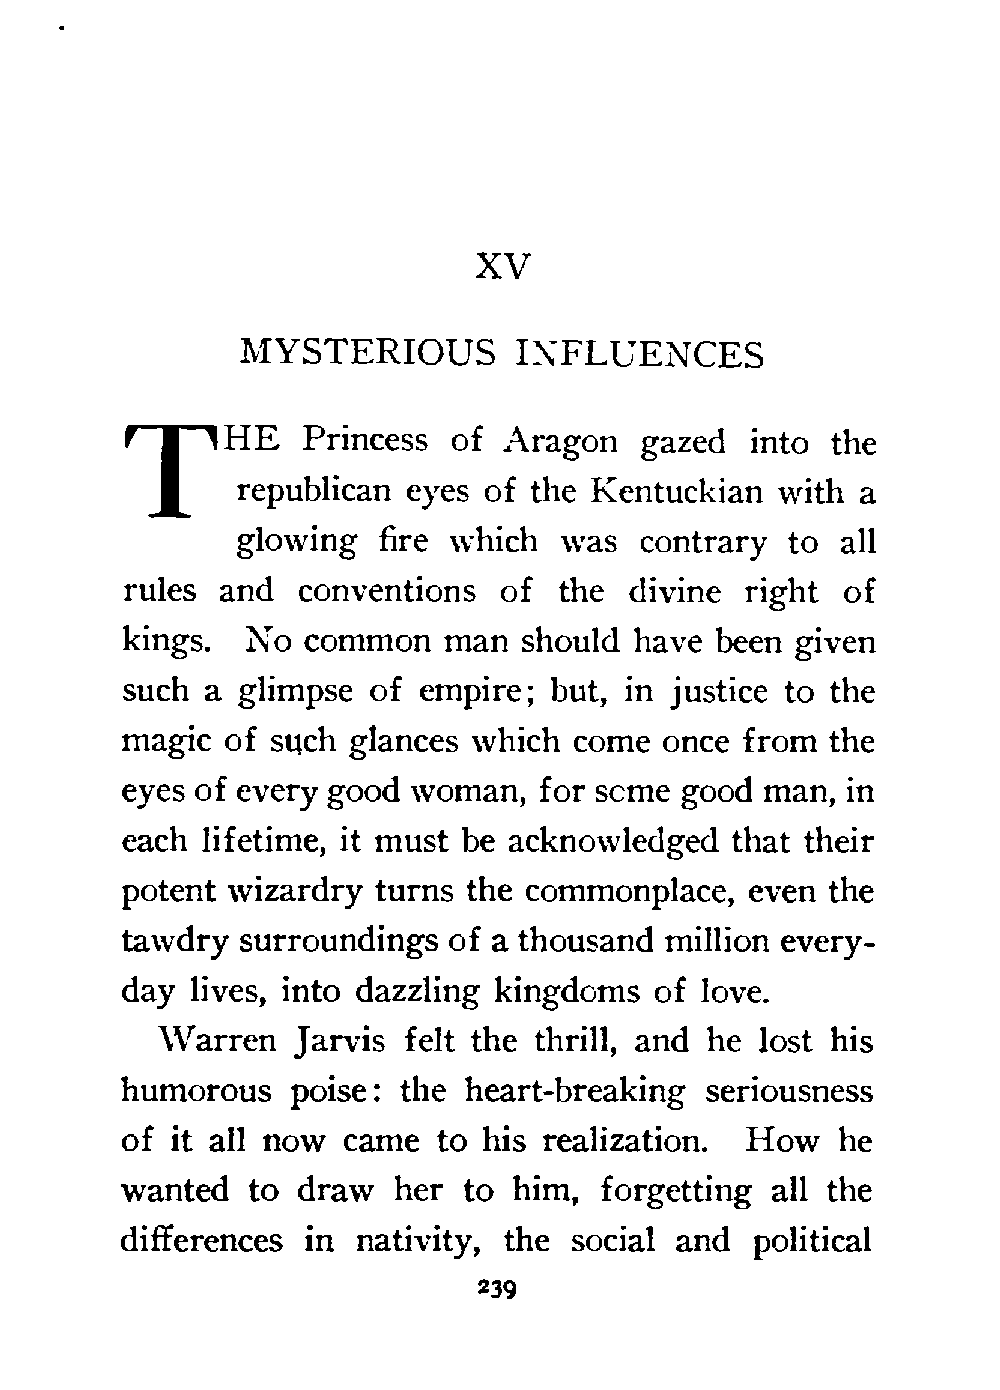 XV
MYSTERIOUS INFLUENCES
THE Princess of Aragon gazed into the
republican eyes of the Kentuckian with a
glowing fire which was contrary to all
rules and conventions of the divine right of
kings. No common man should have been given
such a glimpse of empire; but, in justice to the
magic of such glances which come once from the
eyes of every good woman, for some good man, in
each lifetime, it must be acknowledged that their
potent wizardry turns the commonplace, even the
tawdry surroundings of a thousand million every-
day lives, into dazzling kingdoms of love.
Warren Jarvis felt the thrill, and he lost his
humorous poise: the heart-breaking seriousness
of it all now came to his realization. How he
wanted to draw her to him, forgetting all the
differences in nativity, the social and political
239